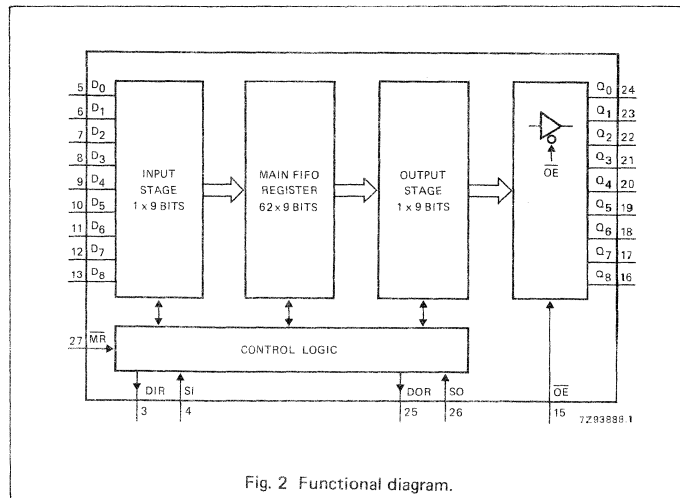 5 D0
6 D1
7 D2
8 D3
9 D4
10 D5
11 D6
12 D7
13 D8
INPUT
STAGE
1 x 9 BITS
MAIN FIFO
REGISTER
62 x 9 BITS
OUTPUT
STAGE
1 x 9 BITS
OE
Q0 24
Q1 23
Q2 22
Q3 21
Q4 20
Q5 19
Q6 18
Q7 17
Q8 16
27 MR
CONTROL LOGIC
DIR
3
Si
4
DOR
25
SO
26
OE
15
7Z93888.1
Fig. 2 Functional diagram.